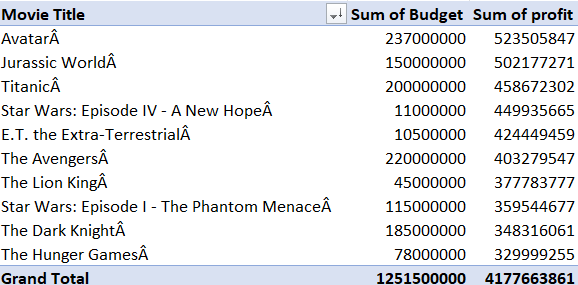 Movie Title Sum of Budget Sum of profit
AvatarÂ 237000000 523505847
Jurassic WorldÂ 150000000 502177271
TitanicÂ 200000000 458672302
Star Wars: Episode IV - A New HopeÂ 11000000 449935665
E.T. the Extra-TerrestrialÂ 10500000 424449459
The AvengersÂ 220000000 403279547
The Lion KingÂ 45000000 377783777
Star Wars: Episode I - The Phantom MenaceÂ 115000000 359544677
The Dark KnightÂ 185000000 348316061
The Hunger GamesÂ 78000000 329999255
Grand Total 1251500000 4177663861